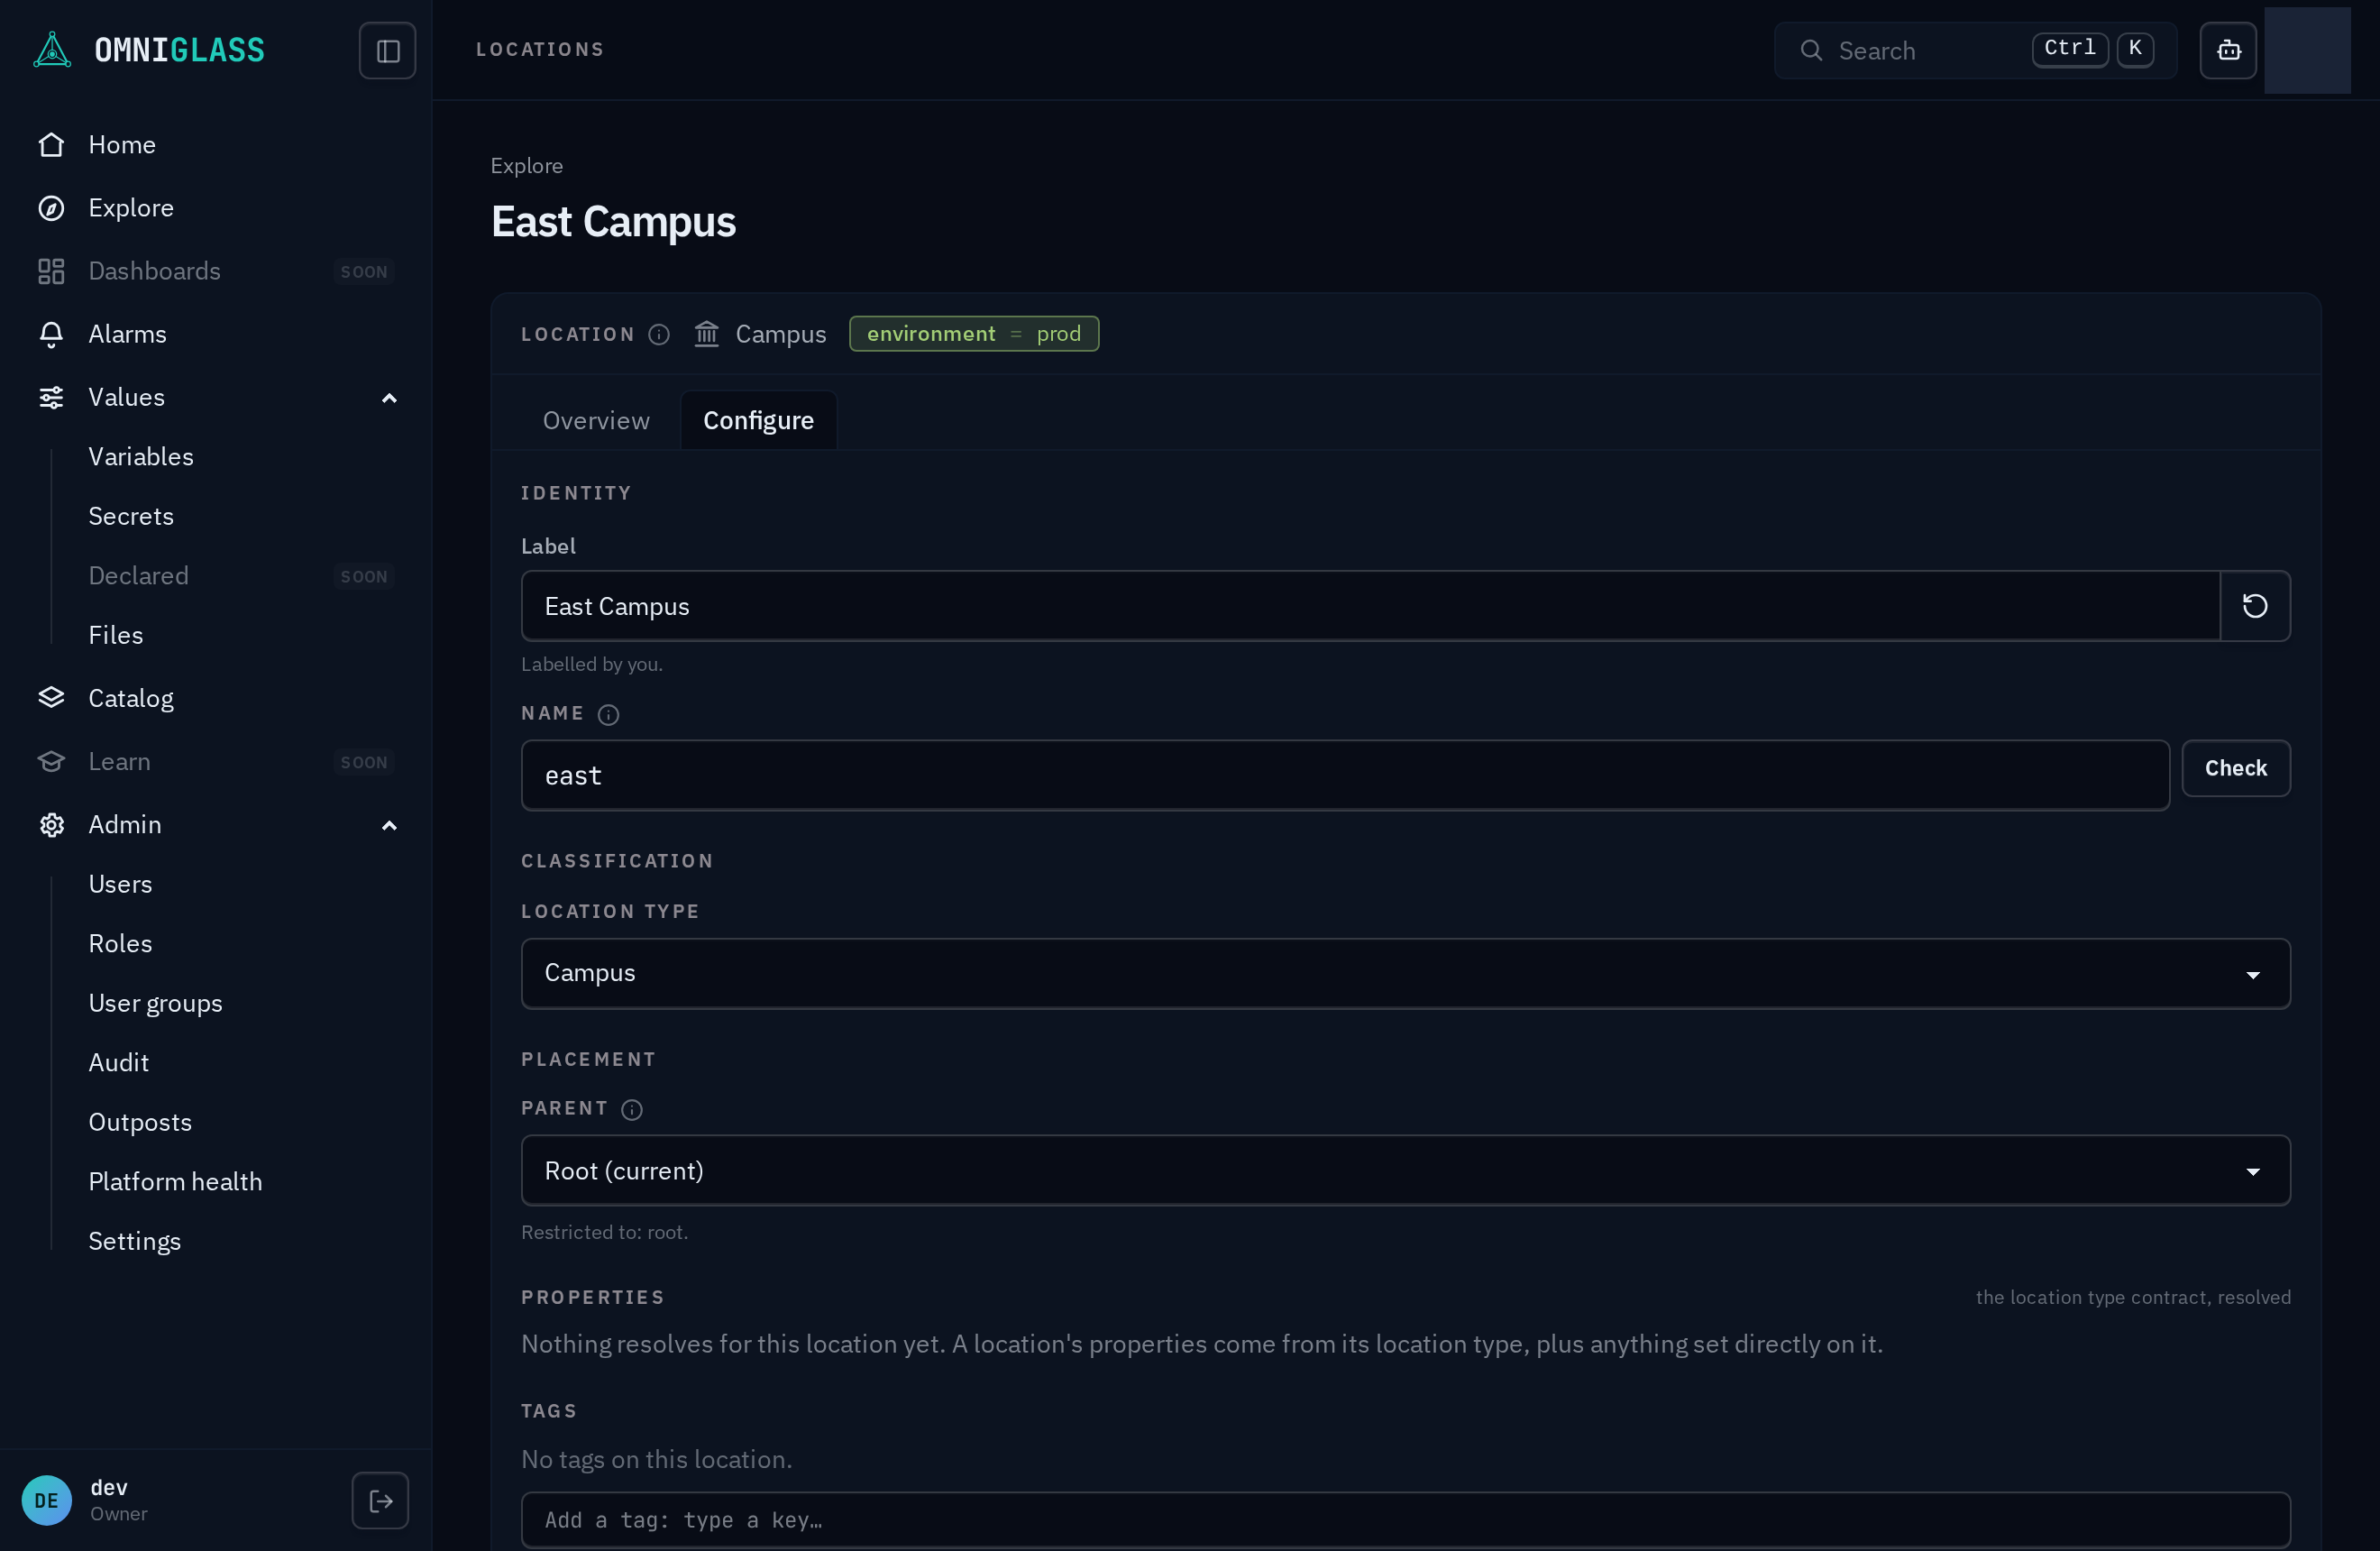 OMNIGLASS
LOCATIONS
Search Ctrl K
Home
Explore
Dashboards SOON
Alarms
Values
Variables
Secrets
Declared SOON
Files
Catalog
Learn SOON
Admin
Users
Roles
User groups
Audit
Outposts
Platform health
Settings
DE dev
Owner
Explore
East Campus
LOCATION Campus environment = prod
Overview Configure
IDENTITY
Label
East Campus
Labelled by you.
NAME
east Check
CLASSIFICATION
LOCATION TYPE
Campus
PLACEMENT
PARENT
Root (current)
Restricted to: root.
PROPERTIES the location type contract, resolved
Nothing resolves for this location yet. A location's properties come from its location type, plus anything set directly on it.
TAGS
No tags on this location.
Add a tag: type a key…